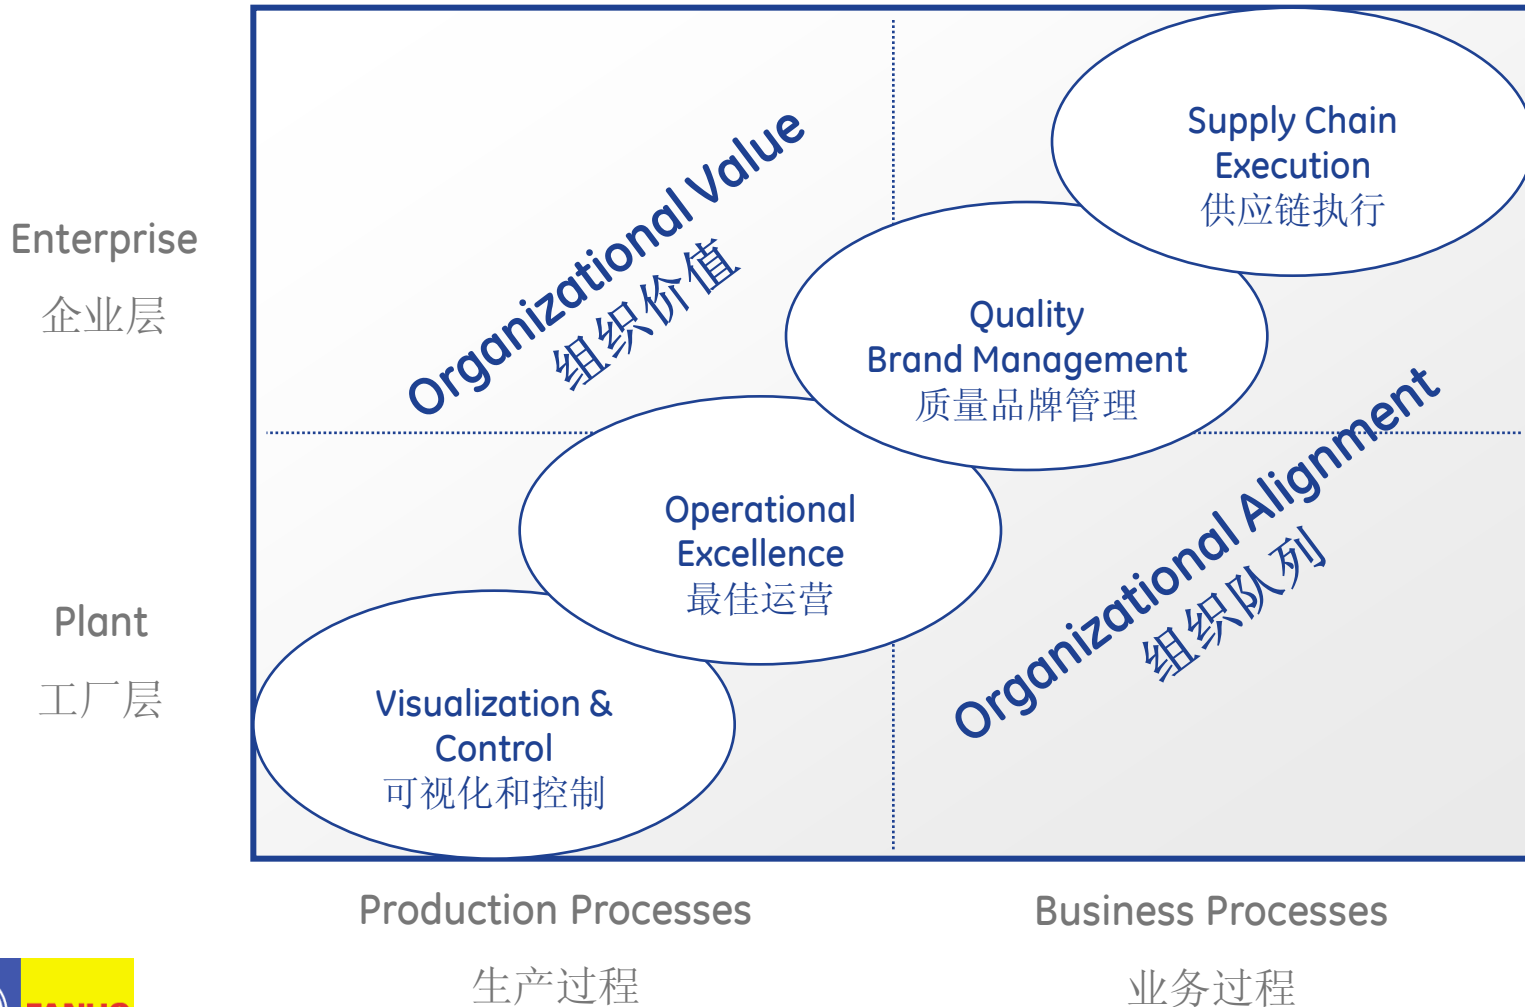 Supply Chain
Execution
供应链执行
Organizational Value
组织价值
Enterprise
企业层
Quality
Brand Management
质量品牌管理
Organizational Alignment
组织队列
Operational
Excellence
最佳运营
Plant
工厂层
Visualization &
Control
可视化和控制
Production Processes
生产过程
Business Processes
业务过程
FANUC